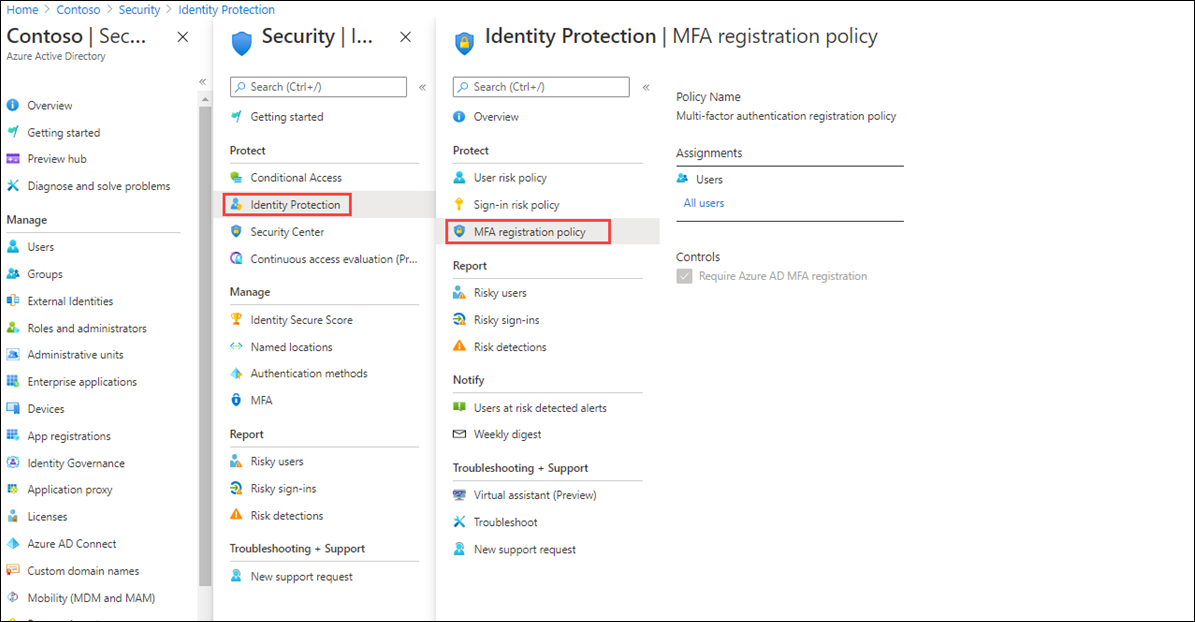 Home > Contoso > Security > Identity Protection
Contoso | Sec...
Azure Active Directory
«
Overview
Getting started
Preview hub
Diagnose and solve problems
Manage
Users
Groups
External Identities
Roles and administrators
Administrative units
Enterprise applications
Devices
App registrations
Identity Governance
Application proxy
Licenses
Azure AD Connect
Custom domain names
Mobility (MDM and MAM)
Security | I...
Search (Ctrl+/)
«
Getting started
Protect
Conditional Access
Identity Protection
Security Center
Continuous access evaluation (Pr...
Manage
Identity Secure Score
Named locations
Authentication methods
MFA
Report
Risky users
Risky sign-ins
Risk detections
Troubleshooting + Support
New support request
Identity Protection | MFA registration policy
Search (Ctrl+/)
«
Overview
Protect
User risk policy
Sign-in risk policy
MFA registration policy
Report
Risky users
Risky sign-ins
Risk detections
Notify
Users at risk detected alerts
Weekly digest
Troubleshooting + Support
Virtual assistant (Preview)
Troubleshoot
New support request
Policy Name
Multi-factor authentication registration policy
Assignments
Users
All users
Controls
Require Azure AD MFA registration